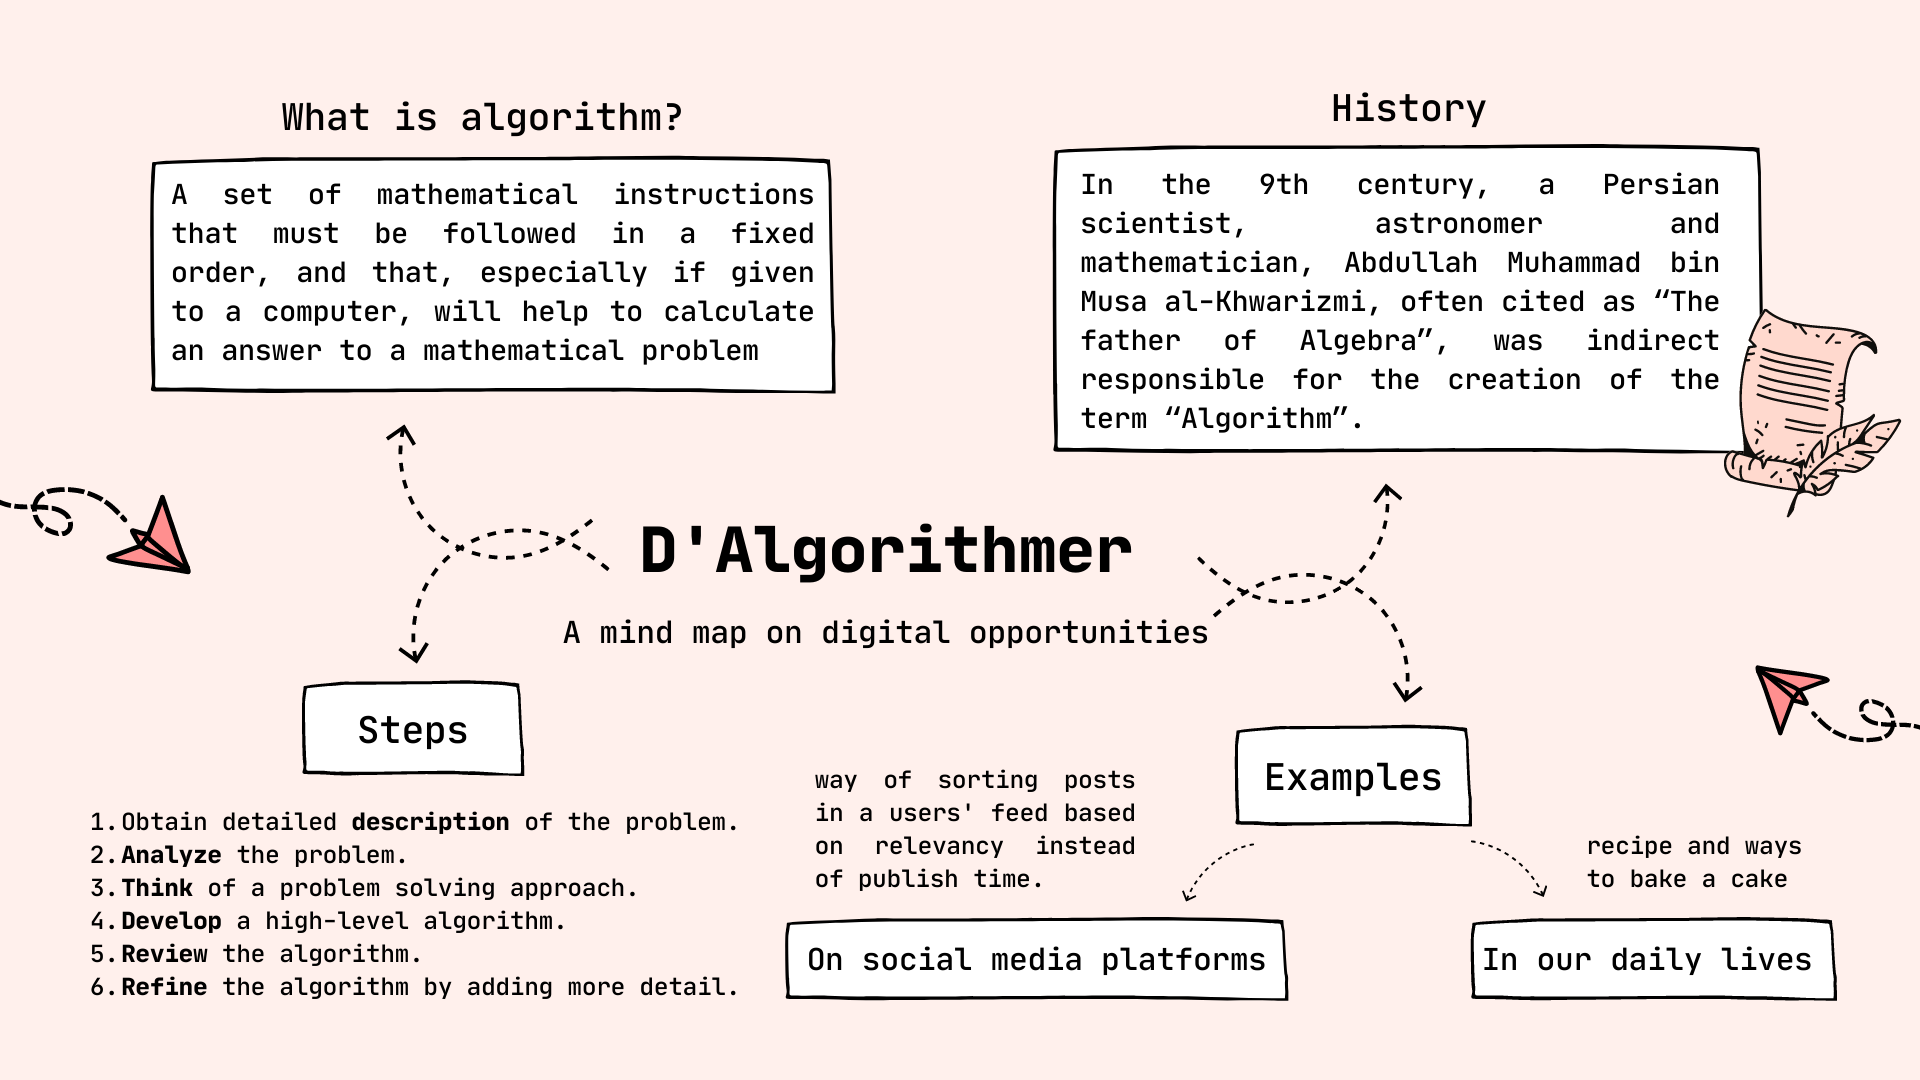 What is algorithm?
A set of mathematical instructions
that must be followed in a fixed
order, and that, especially if given
to a computer, will help to calculate
an answer to a mathematical problem
History
In the 9th century, a Persian
scientist, astronomer and
mathematician, Abdullah Muhammad bin
Musa al-Khwarizmi, often cited as “The
father of Algebra”, was indirect
responsible for the creation of the
term “Algorithm”.
D'Algorithmer
A mind map on digital opportunities
Steps
1.Obtain detailed description of the problem.
2.Analyze the problem.
3.Think of a problem solving approach.
4.Develop a high-level algorithm.
5.Review the algorithm.
6.Refine the algorithm by adding more detail.
Examples
way of sorting posts
in a users' feed based
on relevancy instead
of publish time.
On social media platforms
recipe and ways
to bake a cake
In our daily lives